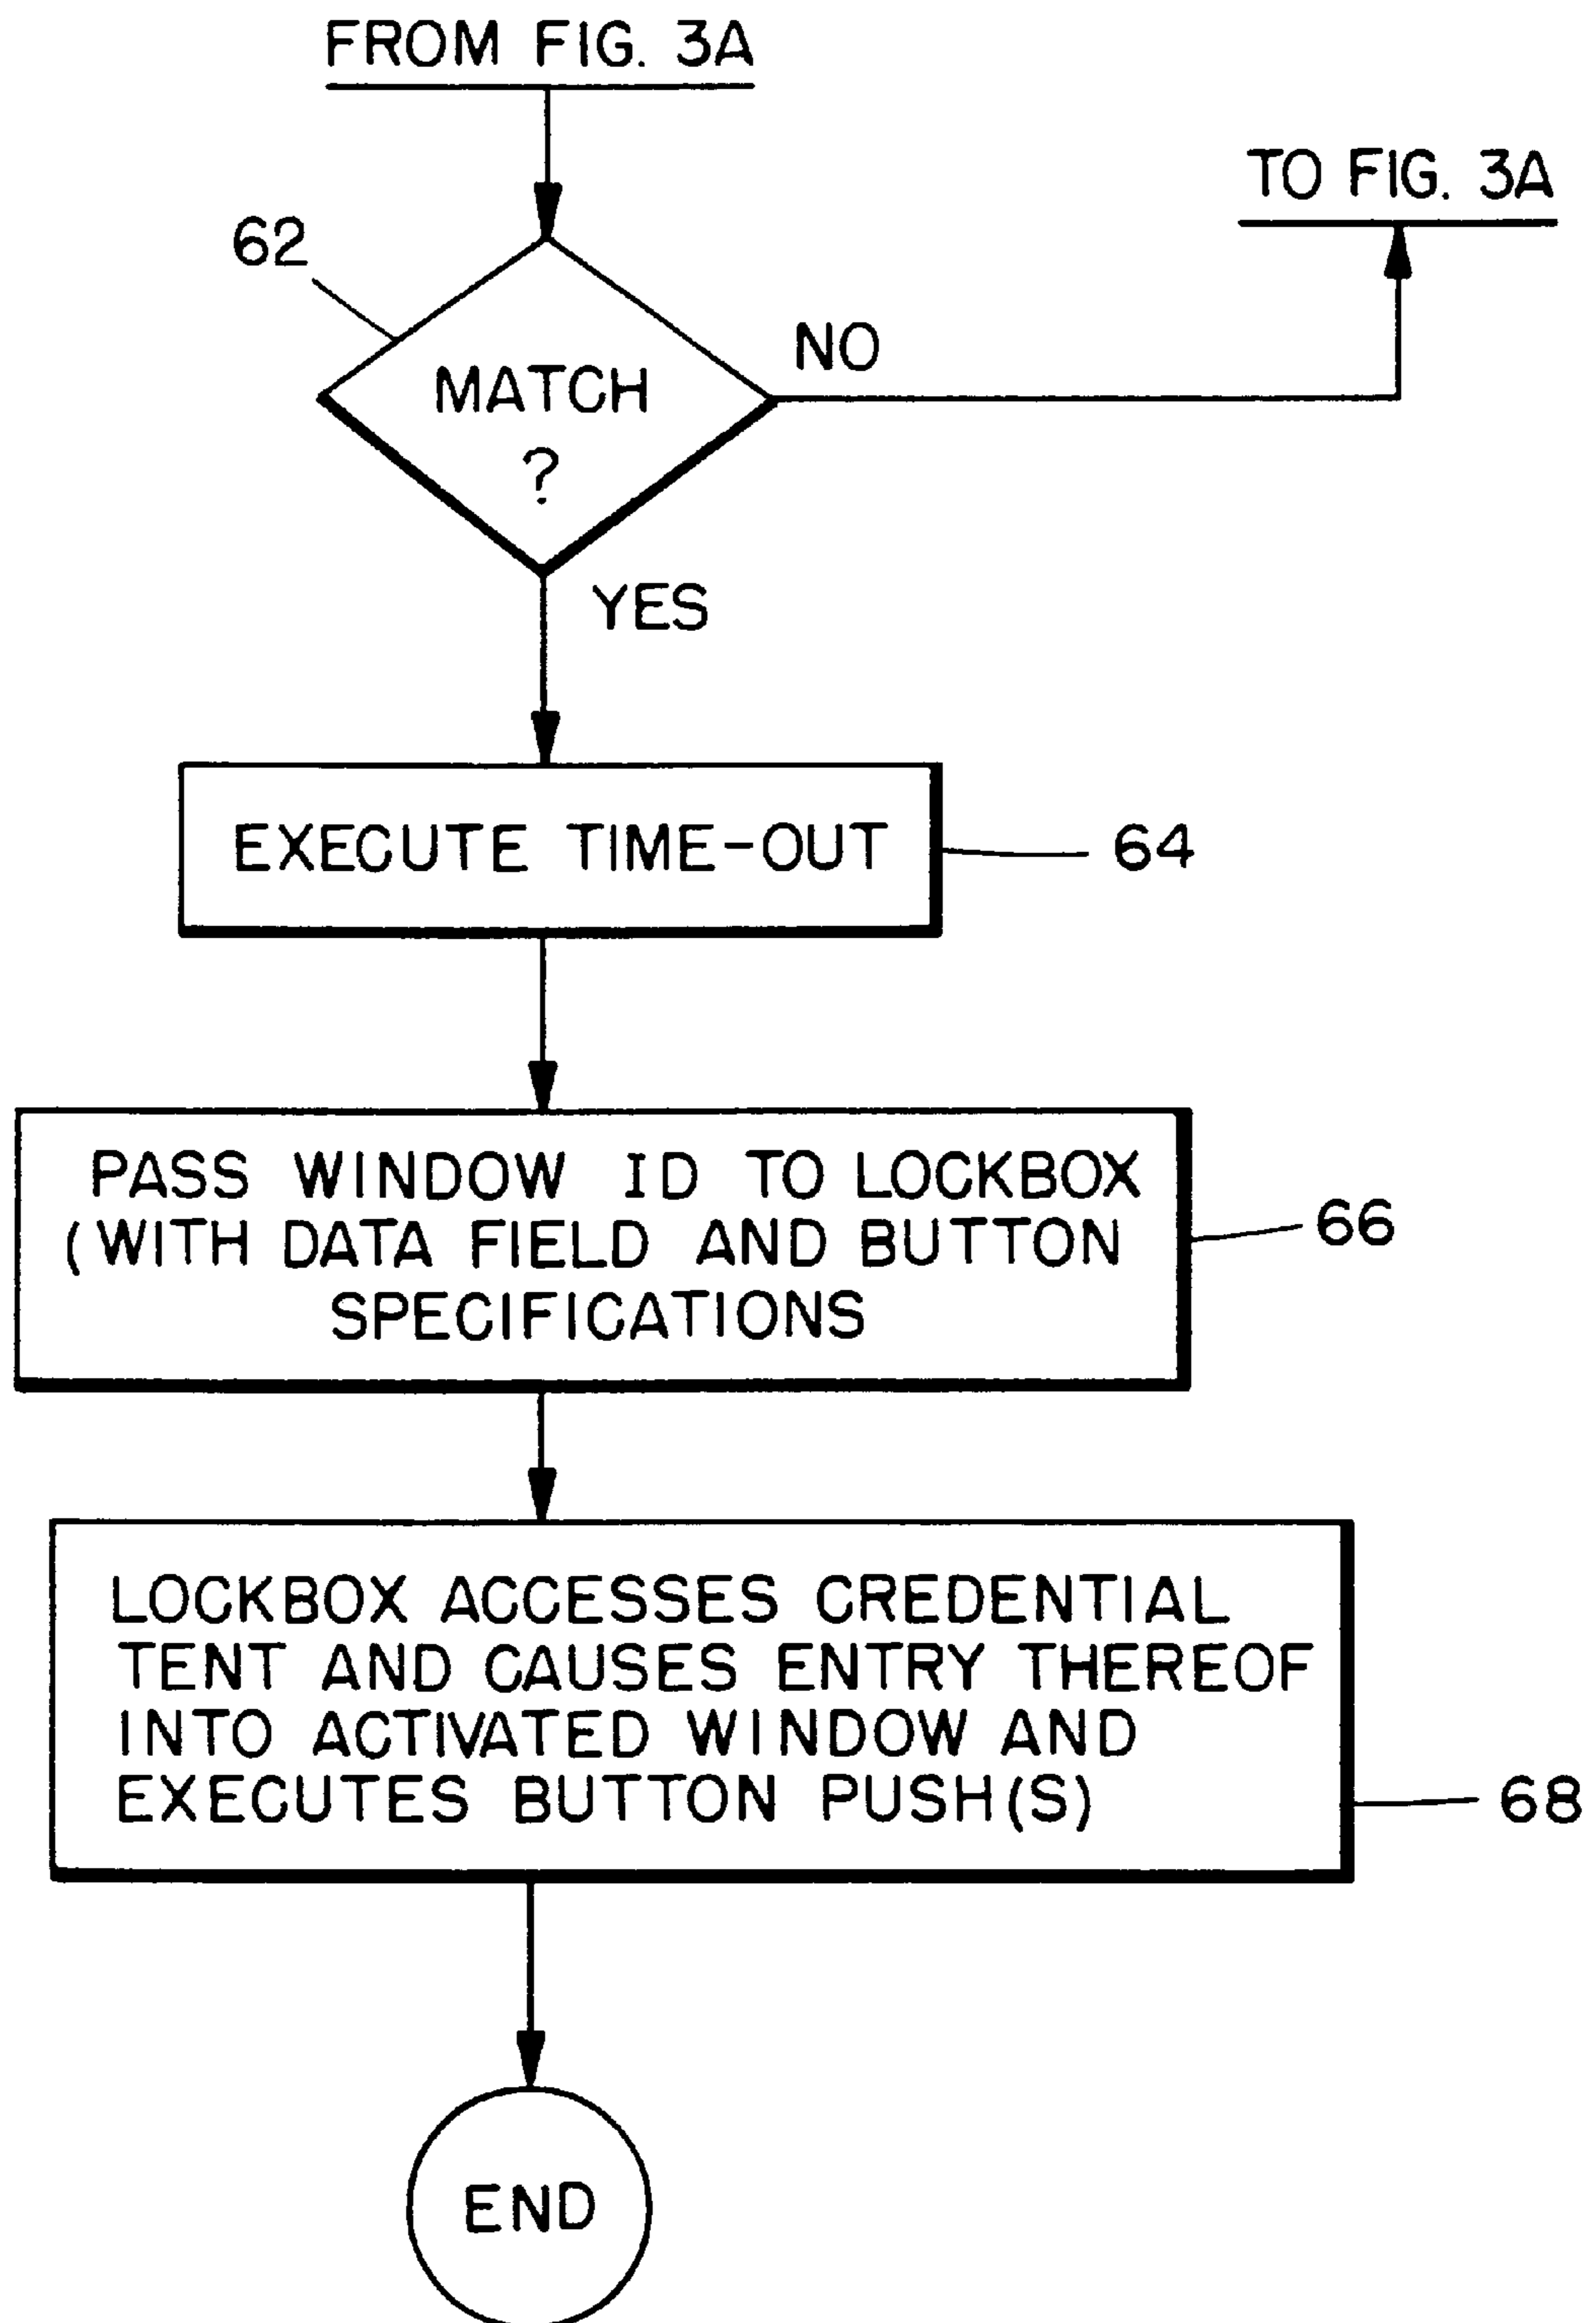 FROM FIG. 3A
TO FIG. 3A
62
MATCH
?
NO
YES
EXECUTE TIME-OUT
64
PASS WINDOW ID TO LOCKBOX
(WITH DATA FIELD AND BUTTON
SPECIFICATIONS
66
LOCKBOX ACCESSES CREDENTIAL
TENT AND CAUSES ENTRY THEREOF
INTO ACTIVATED WINDOW AND
EXECUTES BUTTON PUSH(S)
68
END